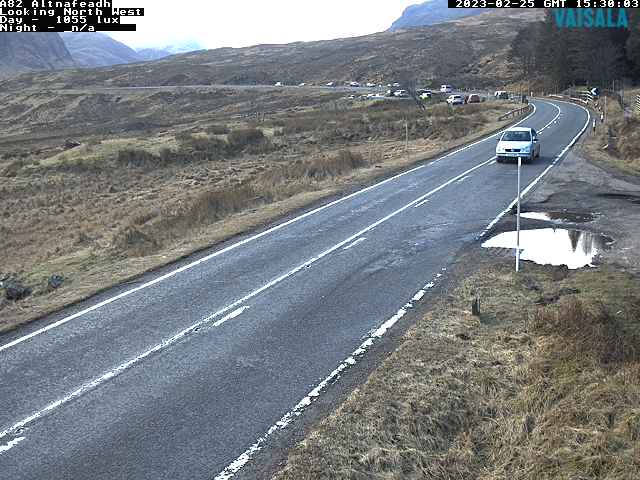 A82 Altnafeadh
Looking North West
Day - 1055 lux
Night - n/a
2023-02-25 GMT 15:30:03
VAISALA